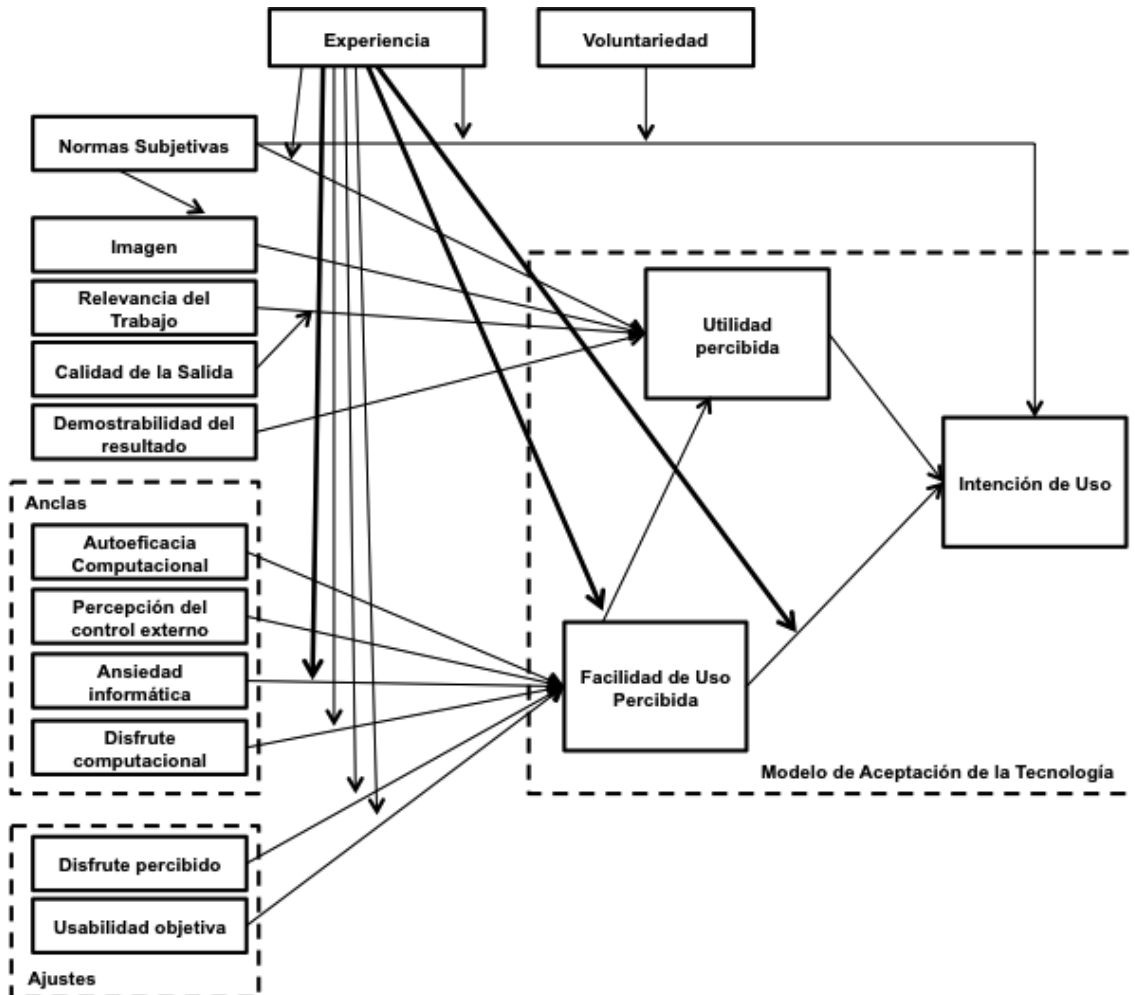 Experiencia
Voluntariedad
Normas Subjetivas
Imagen
Relevancia del
Trabajo
Calidad de la Salida
Demostrabilidad del
resultado
Utilidad
percibida
Intención de Uso
Anclas
Autoeficacia
Computacional
Percepción del
control externo
Ansiedad
informática
Disfrute
computacional
Facilidad de Uso
Percibida
Modelo de Aceptación de la Tecnología
Disfrute percibido
Usabilidad objetiva
Ajustes